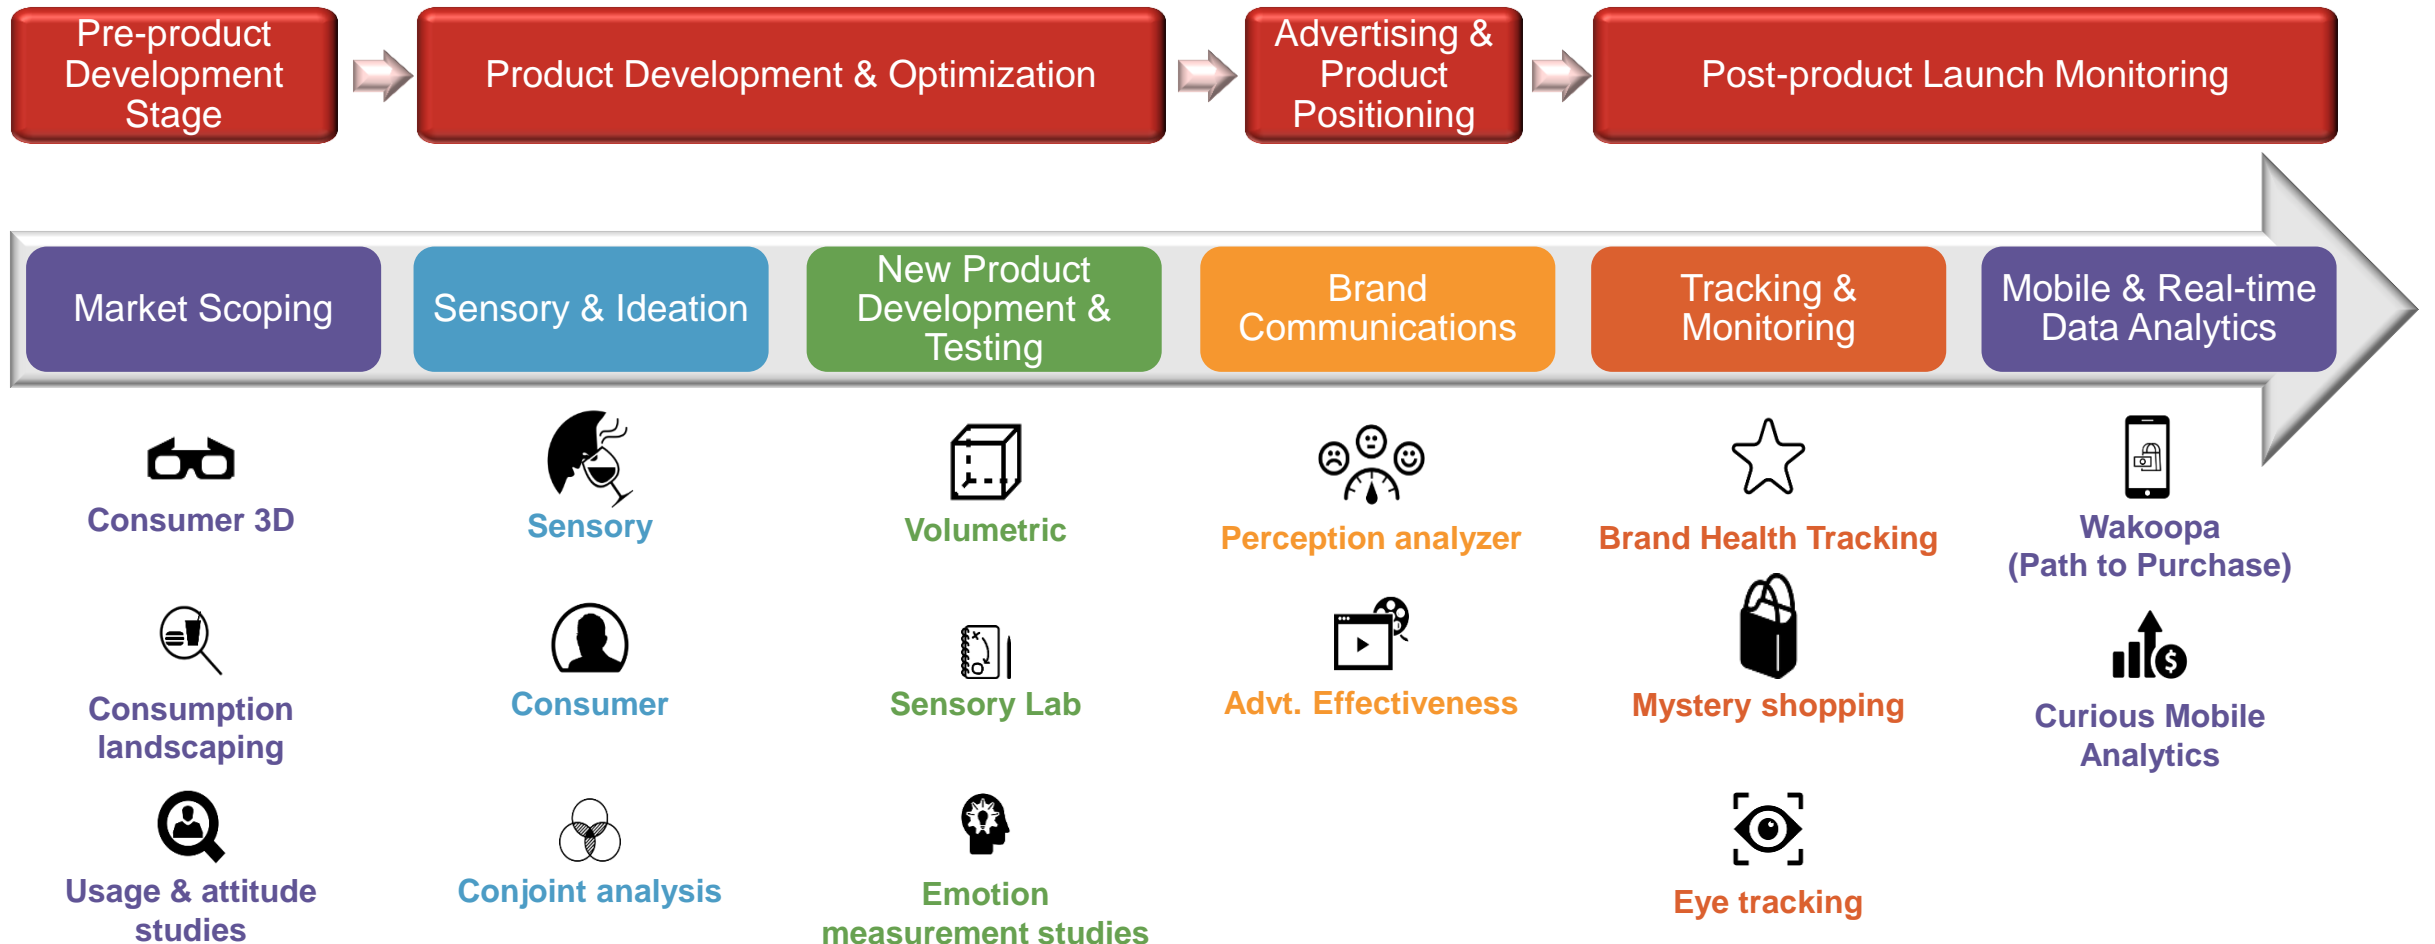 Pre-product
Development
Stage
Product Development & Optimization
Advertising &
Product
Positioning
Post-product Launch Monitoring
Market Scoping
Sensory & Ideation
New Product
Development &
Testing
Brand
Communications
Tracking &
Monitoring
Mobile & Real-time
Data Analytics
Consumer 3D
Consumption
landscaping
Usage & attitude
studies
Sensory
Consumer
Conjoint analysis
Volumetric
Sensory Lab
Emotion
measurement studies
Perception analyzer
Advt. Effectiveness
Brand Health Tracking
Mystery shopping
Eye tracking
Wakoopa
(Path to Purchase)
Curious Mobile
Analytics